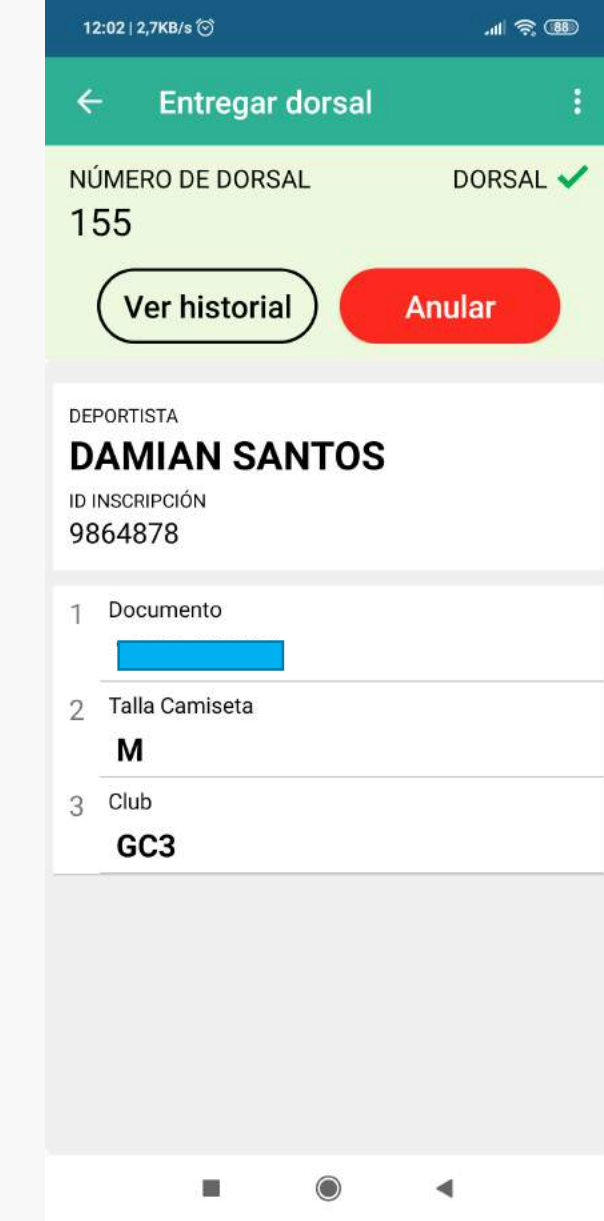 12:02 | 2,7KB/s 88
Entregar dorsal
NÚMERO DE DORSAL DORSAL
155
Ver historial Anular
DEPORTISTA
DAMIAN SANTOS
ID INSCRIPCIÓN
9864878
1 Documento
2 Talla Camiseta
M
3 Club
GC3